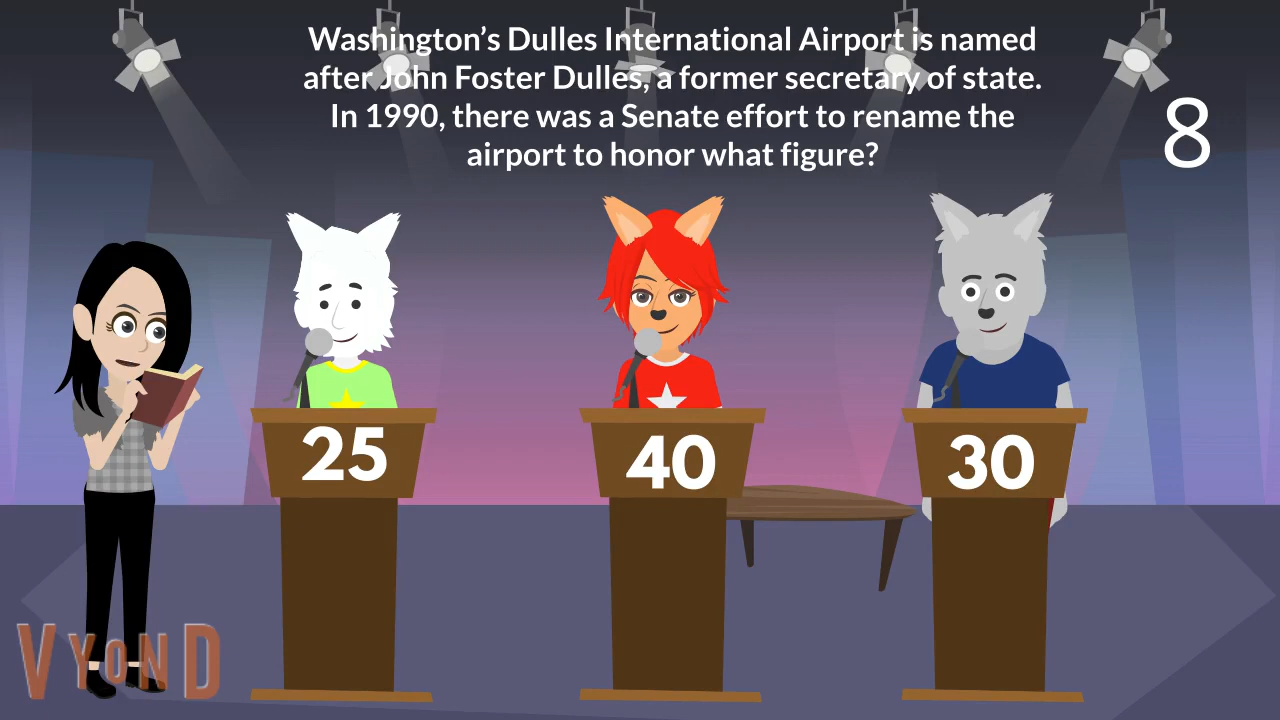 Washington’s Dulles International Airport is named
after John Foster Dulles, a former secretary of state.
In 1990, there was a Senate effort to rename the
airport to honor what figure?
8
25
40
30
VYOND